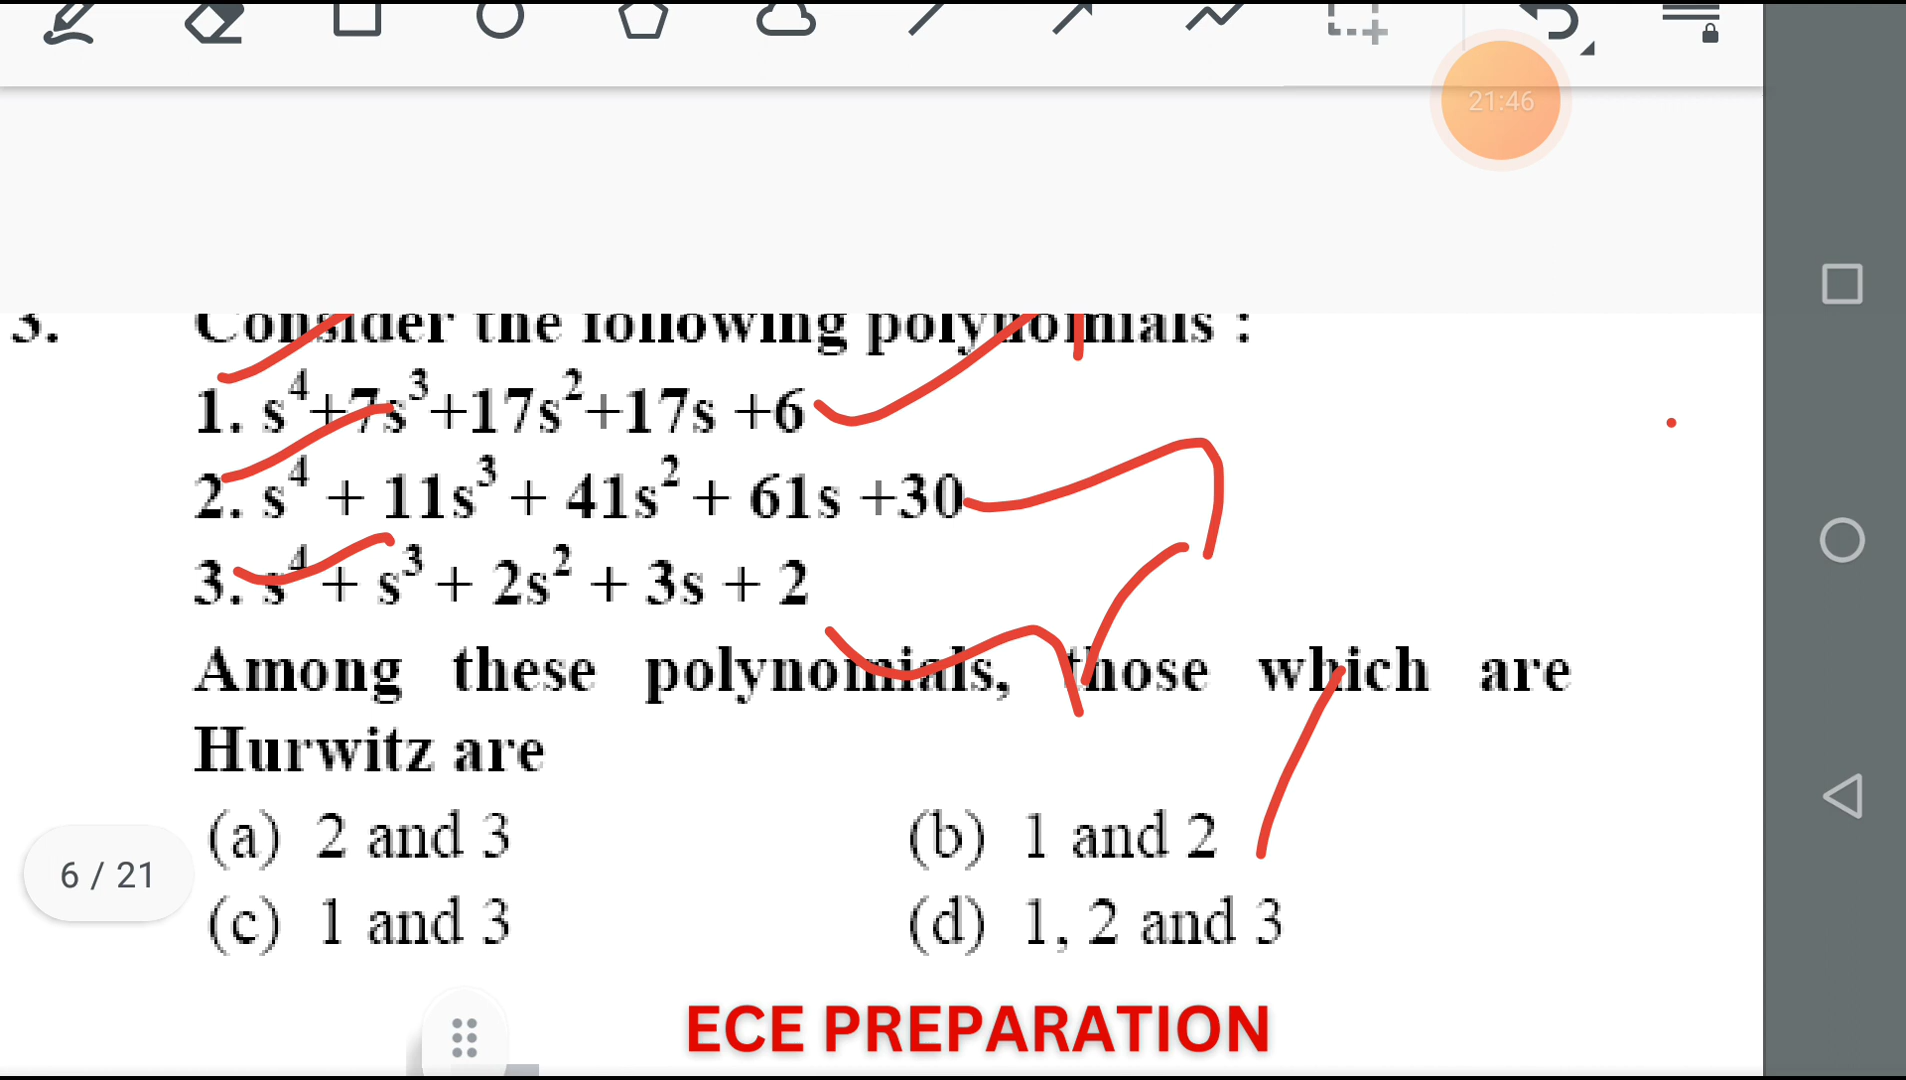 21:46
3. Consider the following polynomials :
1. s⁴+7s³+17s²+17s +6
2. s⁴ + 11s³ + 41s² + 61s +30
3. s⁴ + s³ + 2s² + 3s + 2
Among these polynomials, those which are
Hurwitz are
(a) 2 and 3 (b) 1 and 2
6 / 21
(c) 1 and 3 (d) 1, 2 and 3
ECE PREPARATION